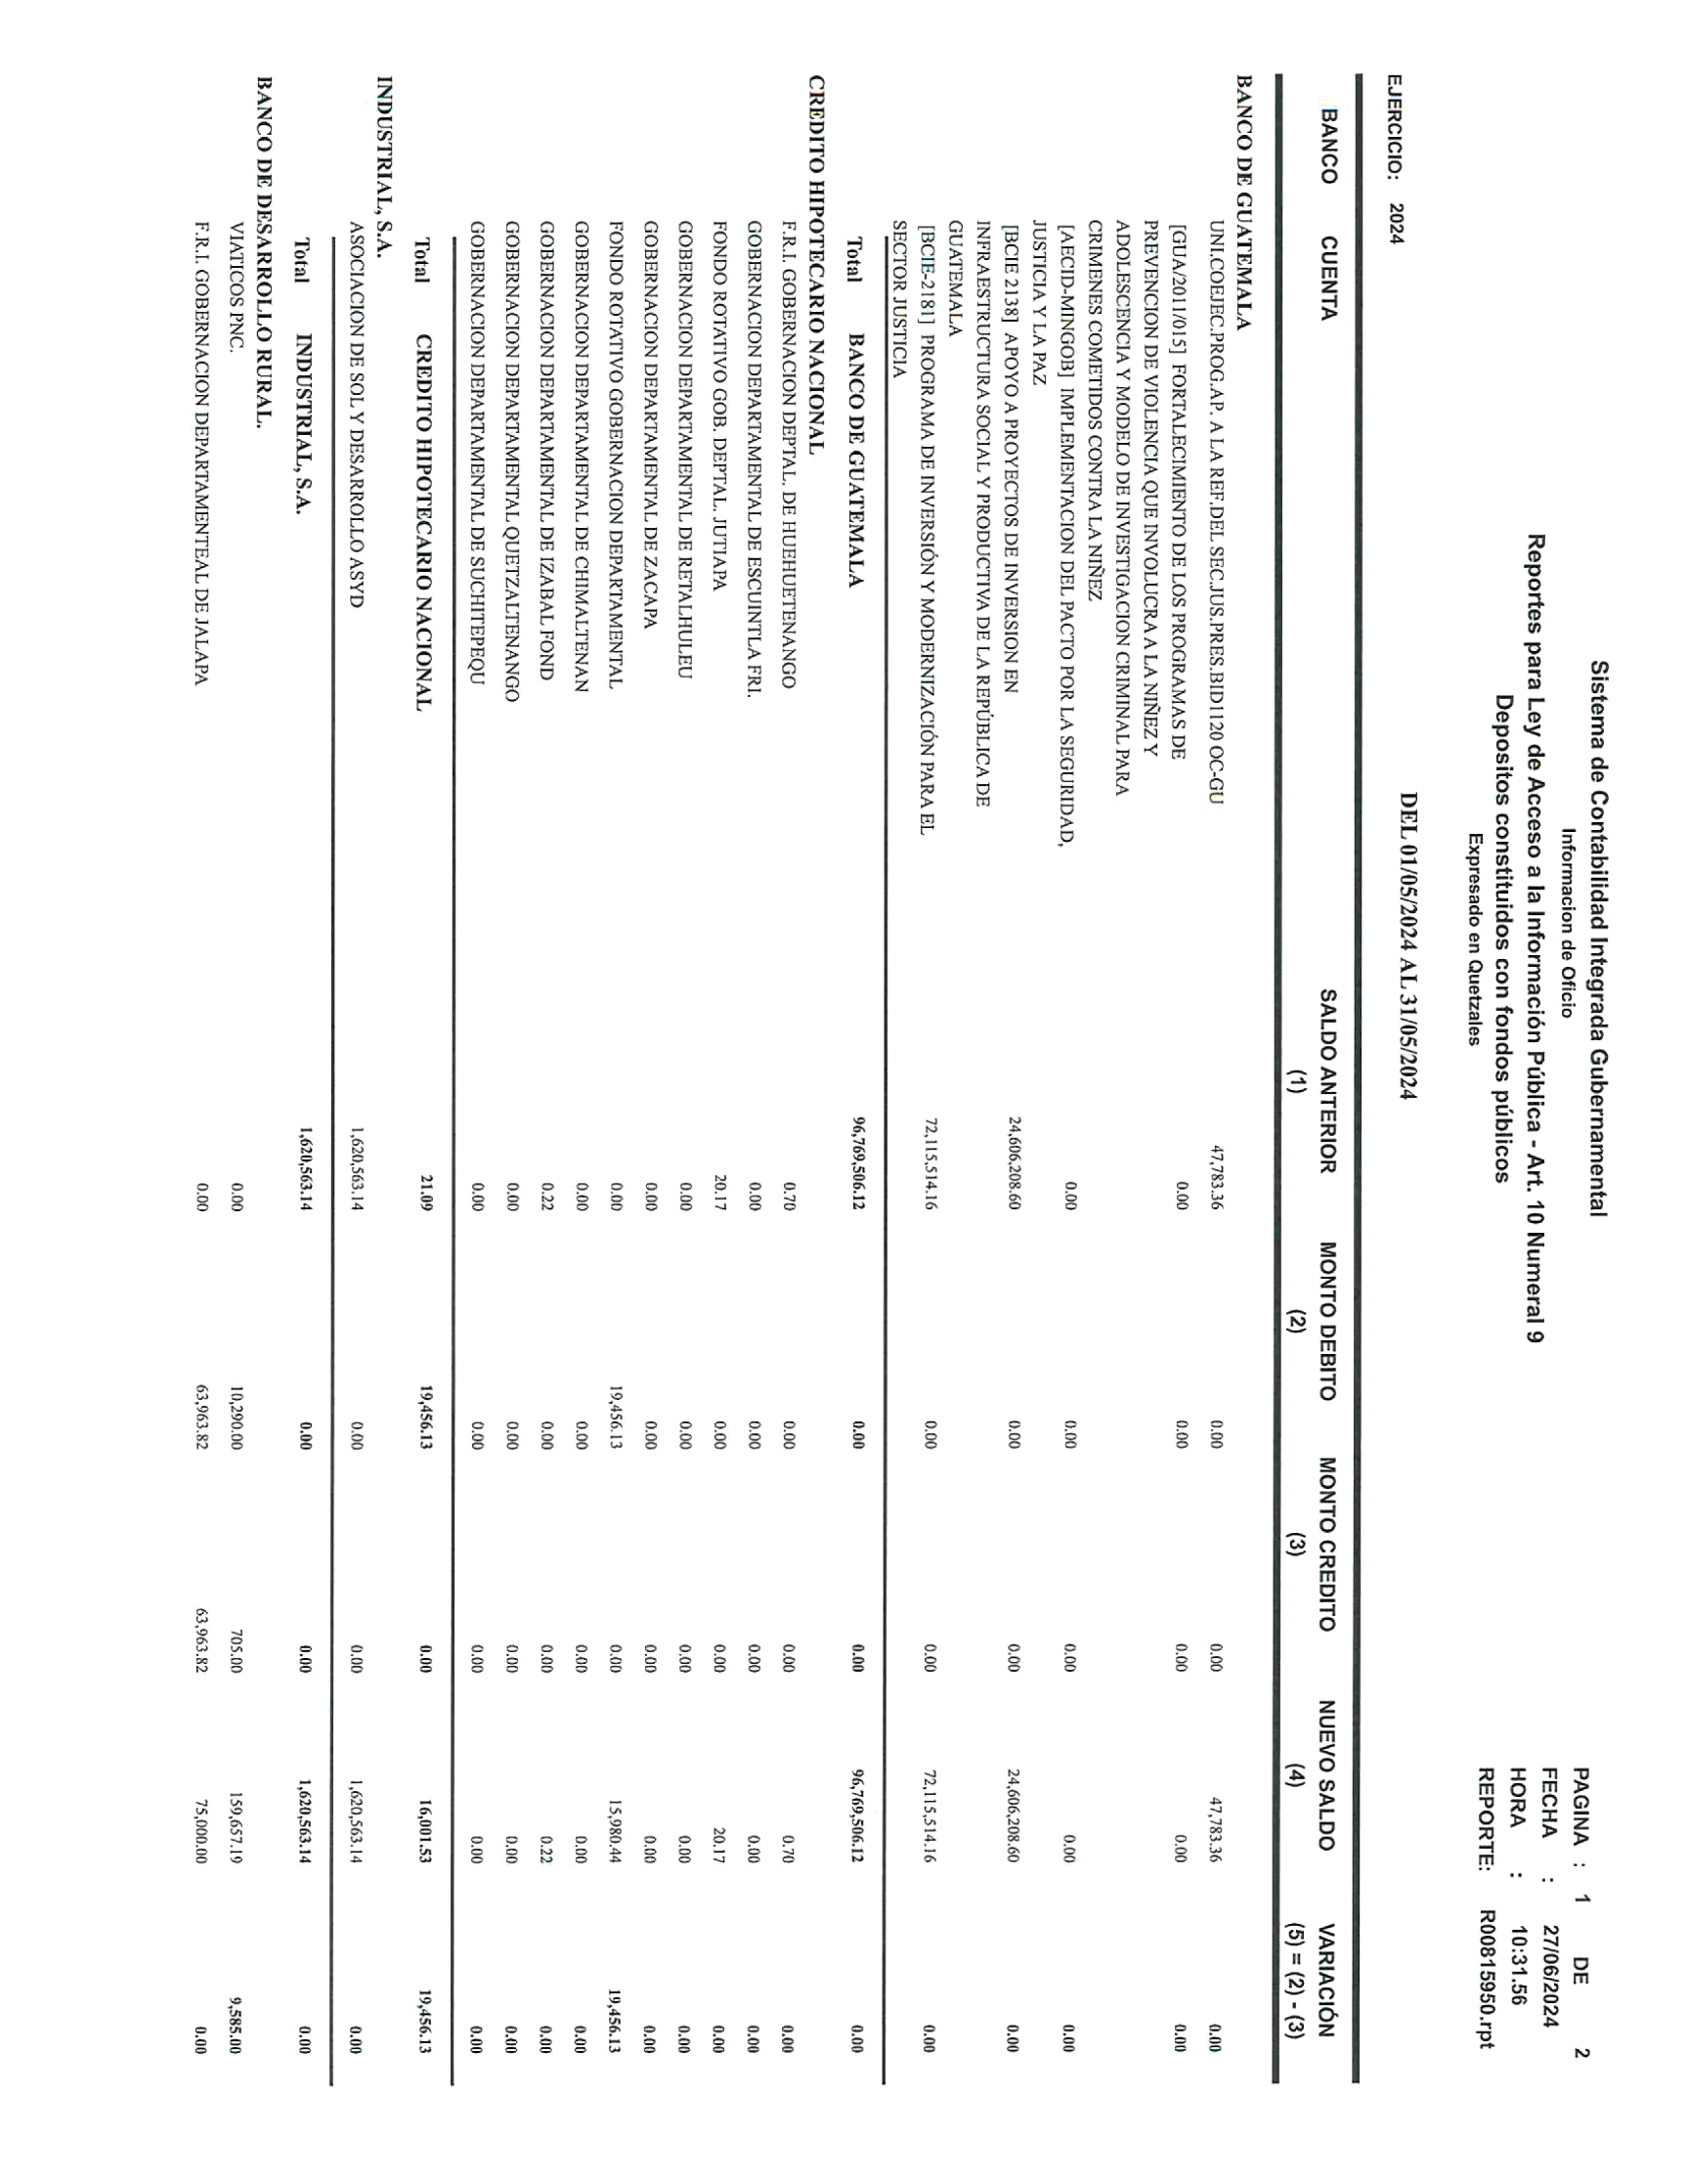 Sistema de Contabilidad Integrada Gubernamental
Informacion de Oficio
Reportes para Ley de Acceso a la Información Pública - Art. 10 Numeral 9
Depositos constituidos con fondos públicos
Expresado en Quetzales
PAGINA : 1 DE 2
FECHA : 27/06/2024
HORA : 10:31.56
REPORTE: R00815950.rpt
DEL 01/05/2024 AL 31/05/2024
EJERCICIO: 2024
BANCO CUENTA SALDO ANTERIOR MONTO DEBITO MONTO CREDITO NUEVO SALDO VARIACIÓN
(1) (2) (3) (4) (5) = (2) - (3)
BANCO DE GUATEMALA
UNI.COEJEC.PROG.AP. A LA REF.DEL SEC.JUS.PRES.BID1120 OC-GU 47,783.36 0.00 0.00 47,783.36 0.00
[GUA/2011/015] FORTALECIMIENTO DE LOS PROGRAMAS DE 0.00 0.00 0.00 0.00 0.00
PREVENCION DE VIOLENCIA QUE INVOLUCRA A LA NIÑEZ Y
ADOLESCENCIA Y MODELO DE INVESTIGACION CRIMINAL PARA
CRIMENES COMETIDOS CONTRA LA NIÑEZ
[AECID-MINGOB] IMPLEMENTACION DEL PACTO POR LA SEGURIDAD, 0.00 0.00 0.00 0.00 0.00
JUSTICIA Y LA PAZ
[BCIE 2138] APOYO A PROYECTOS DE INVERSION EN 24,606,208.60 0.00 0.00 24,606,208.60 0.00
INFRAESTRUCTURA SOCIAL Y PRODUCTIVA DE LA REPÚBLICA DE
GUATEMALA
[BCIE-2181] PROGRAMA DE INVERSIÓN Y MODERNIZACIÓN PARA EL 72,115,514.16 0.00 0.00 72,115,514.16 0.00
SECTOR JUSTICIA
Total BANCO DE GUATEMALA 96,769,506.12 0.00 0.00 96,769,506.12 0.00
CREDITO HIPOTECARIO NACIONAL
F.R.I. GOBERNACION DEPTAL. DE HUEHUETENANGO 0.70 0.00 0.00 0.70 0.00
GOBERNACION DEPARTAMENTAL DE ESCUINTLA FRI. 0.00 0.00 0.00 0.00 0.00
FONDO ROTATIVO GOB. DEPTAL. JUTIAPA 20.17 0.00 0.00 20.17 0.00
GOBERNACION DEPARTAMENTAL DE RETALHULEU 0.00 0.00 0.00 0.00 0.00
GOBERNACION DEPARTAMENTAL DE ZACAPA 0.00 0.00 0.00 0.00 0.00
FONDO ROTATIVO GOBERNACION DEPARTAMENTAL 0.00 19,456.13 0.00 15,980.44 19,456.13
GOBERNACION DEPARTAMENTAL DE CHIMALTENAN 0.00 0.00 0.00 0.00 0.00
GOBERNACION DEPARTAMENTAL DE IZABAL FOND 0.22 0.00 0.00 0.22 0.00
GOBERNACION DEPARTAMENTAL QUETZALTENANGO 0.00 0.00 0.00 0.00 0.00
GOBERNACION DEPARTAMENTAL DE SUCHITEPEQU 0.00 0.00 0.00 0.00 0.00
Total CREDITO HIPOTECARIO NACIONAL 21.09 19,456.13 0.00 16,001.53 19,456.13
INDUSTRIAL, S.A.
ASOCIACION DE SOL Y DESARROLLO ASYD 1,620,563.14 0.00 0.00 1,620,563.14 0.00
Total INDUSTRIAL, S.A. 1,620,563.14 0.00 0.00 1,620,563.14 0.00
BANCO DE DESARROLLO RURAL.
VIATICOS PNC. 0.00 10,290.00 705.00 159,657.19 9,585.00
F.R.I. GOBERNACION DEPARTAMENTEAL DE JALAPA 0.00 63,963.82 63,963.82 75,000.00 0.00